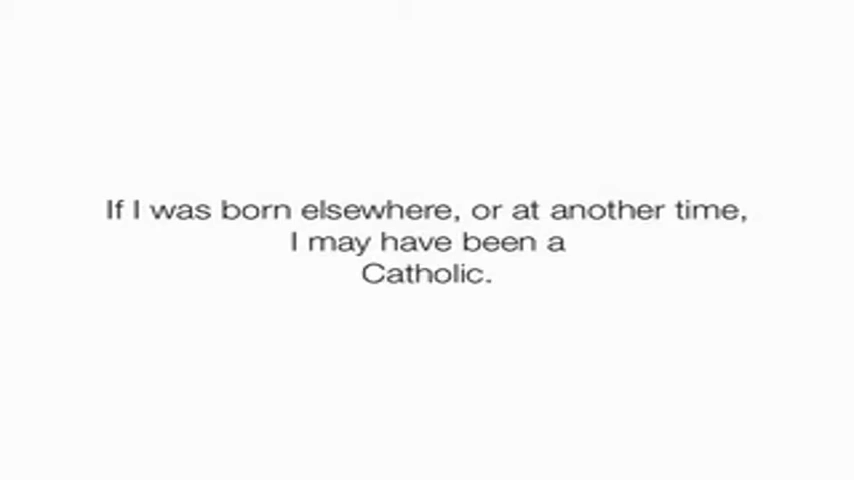 If I was born elsewhere, or at another time,
I may have been a
Catholic.